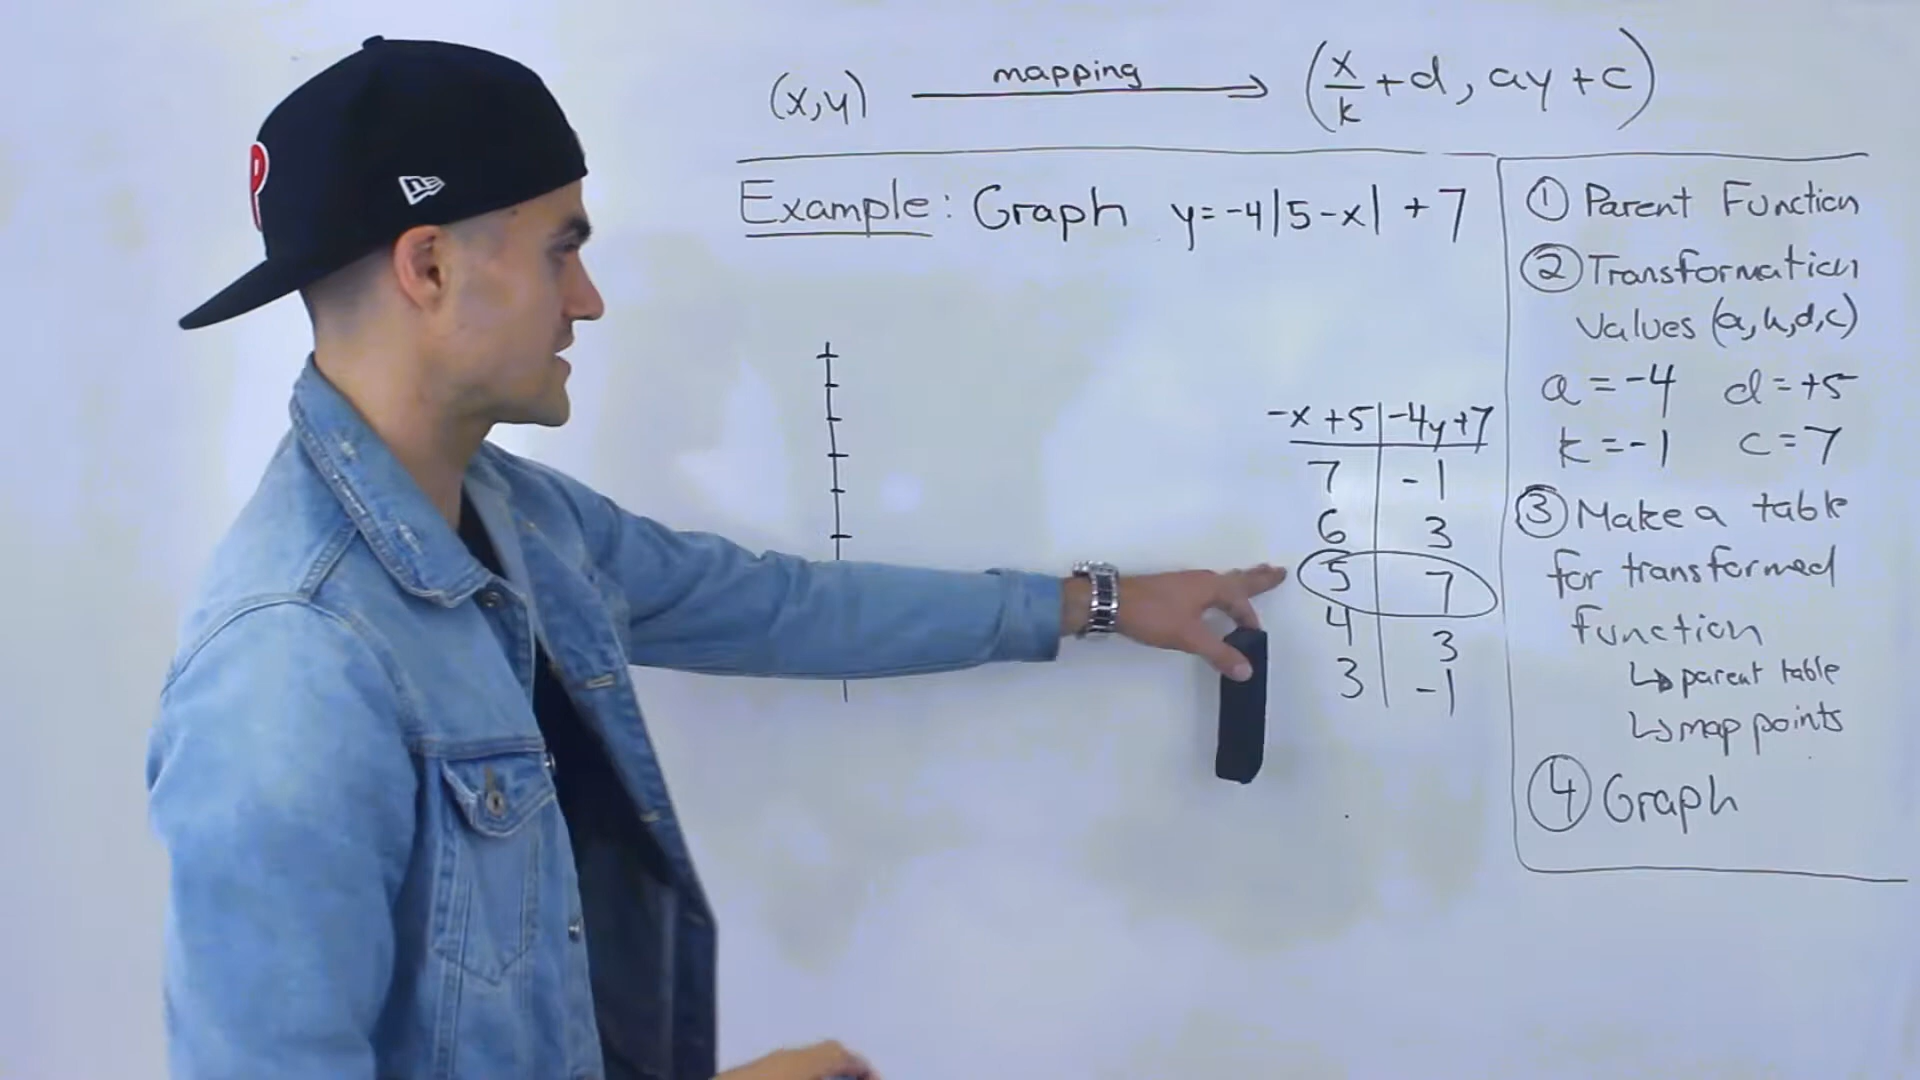 (x,y) mapping (x/k + d, ay + c)
Example: Graph y = -4|5-x| + 7
-x+5 | -4y+7
7 | -1
6 | 3
5 | 7
4 | 3
3 | -1
① Parent Function
② Transformation
Values (a,k,d,c)
a = -4 d = +5
k = -1 c = 7
③ Make a table
for transformed
function
↳ parent table
↳ map points
④ Graph
P